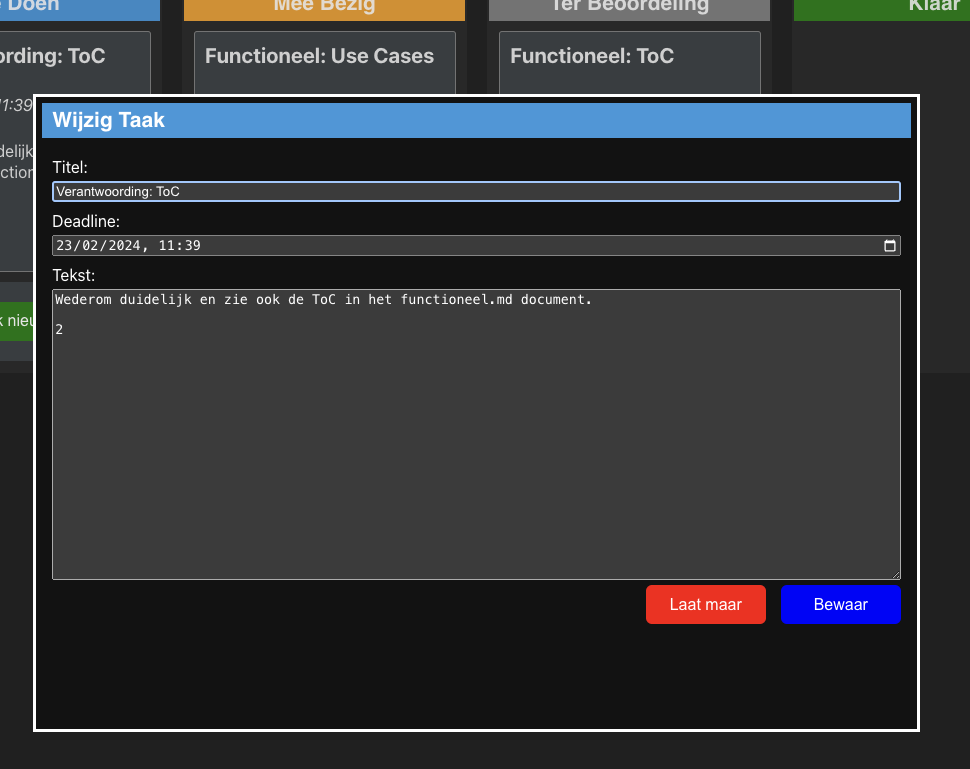 Doen
Mee Bezig
Ter Beoordeling
Klaar
ording: ToC
Functioneel: Use Cases
Functioneel: ToC
11:39
delijk
ction
k nieu
Wijzig Taak
Titel:
Verantwoording: ToC
Deadline:
23/02/2024, 11:39
Tekst:
Wederom duidelijk en zie ook de ToC in het functioneel.md document.
2
Laat maar
Bewaar